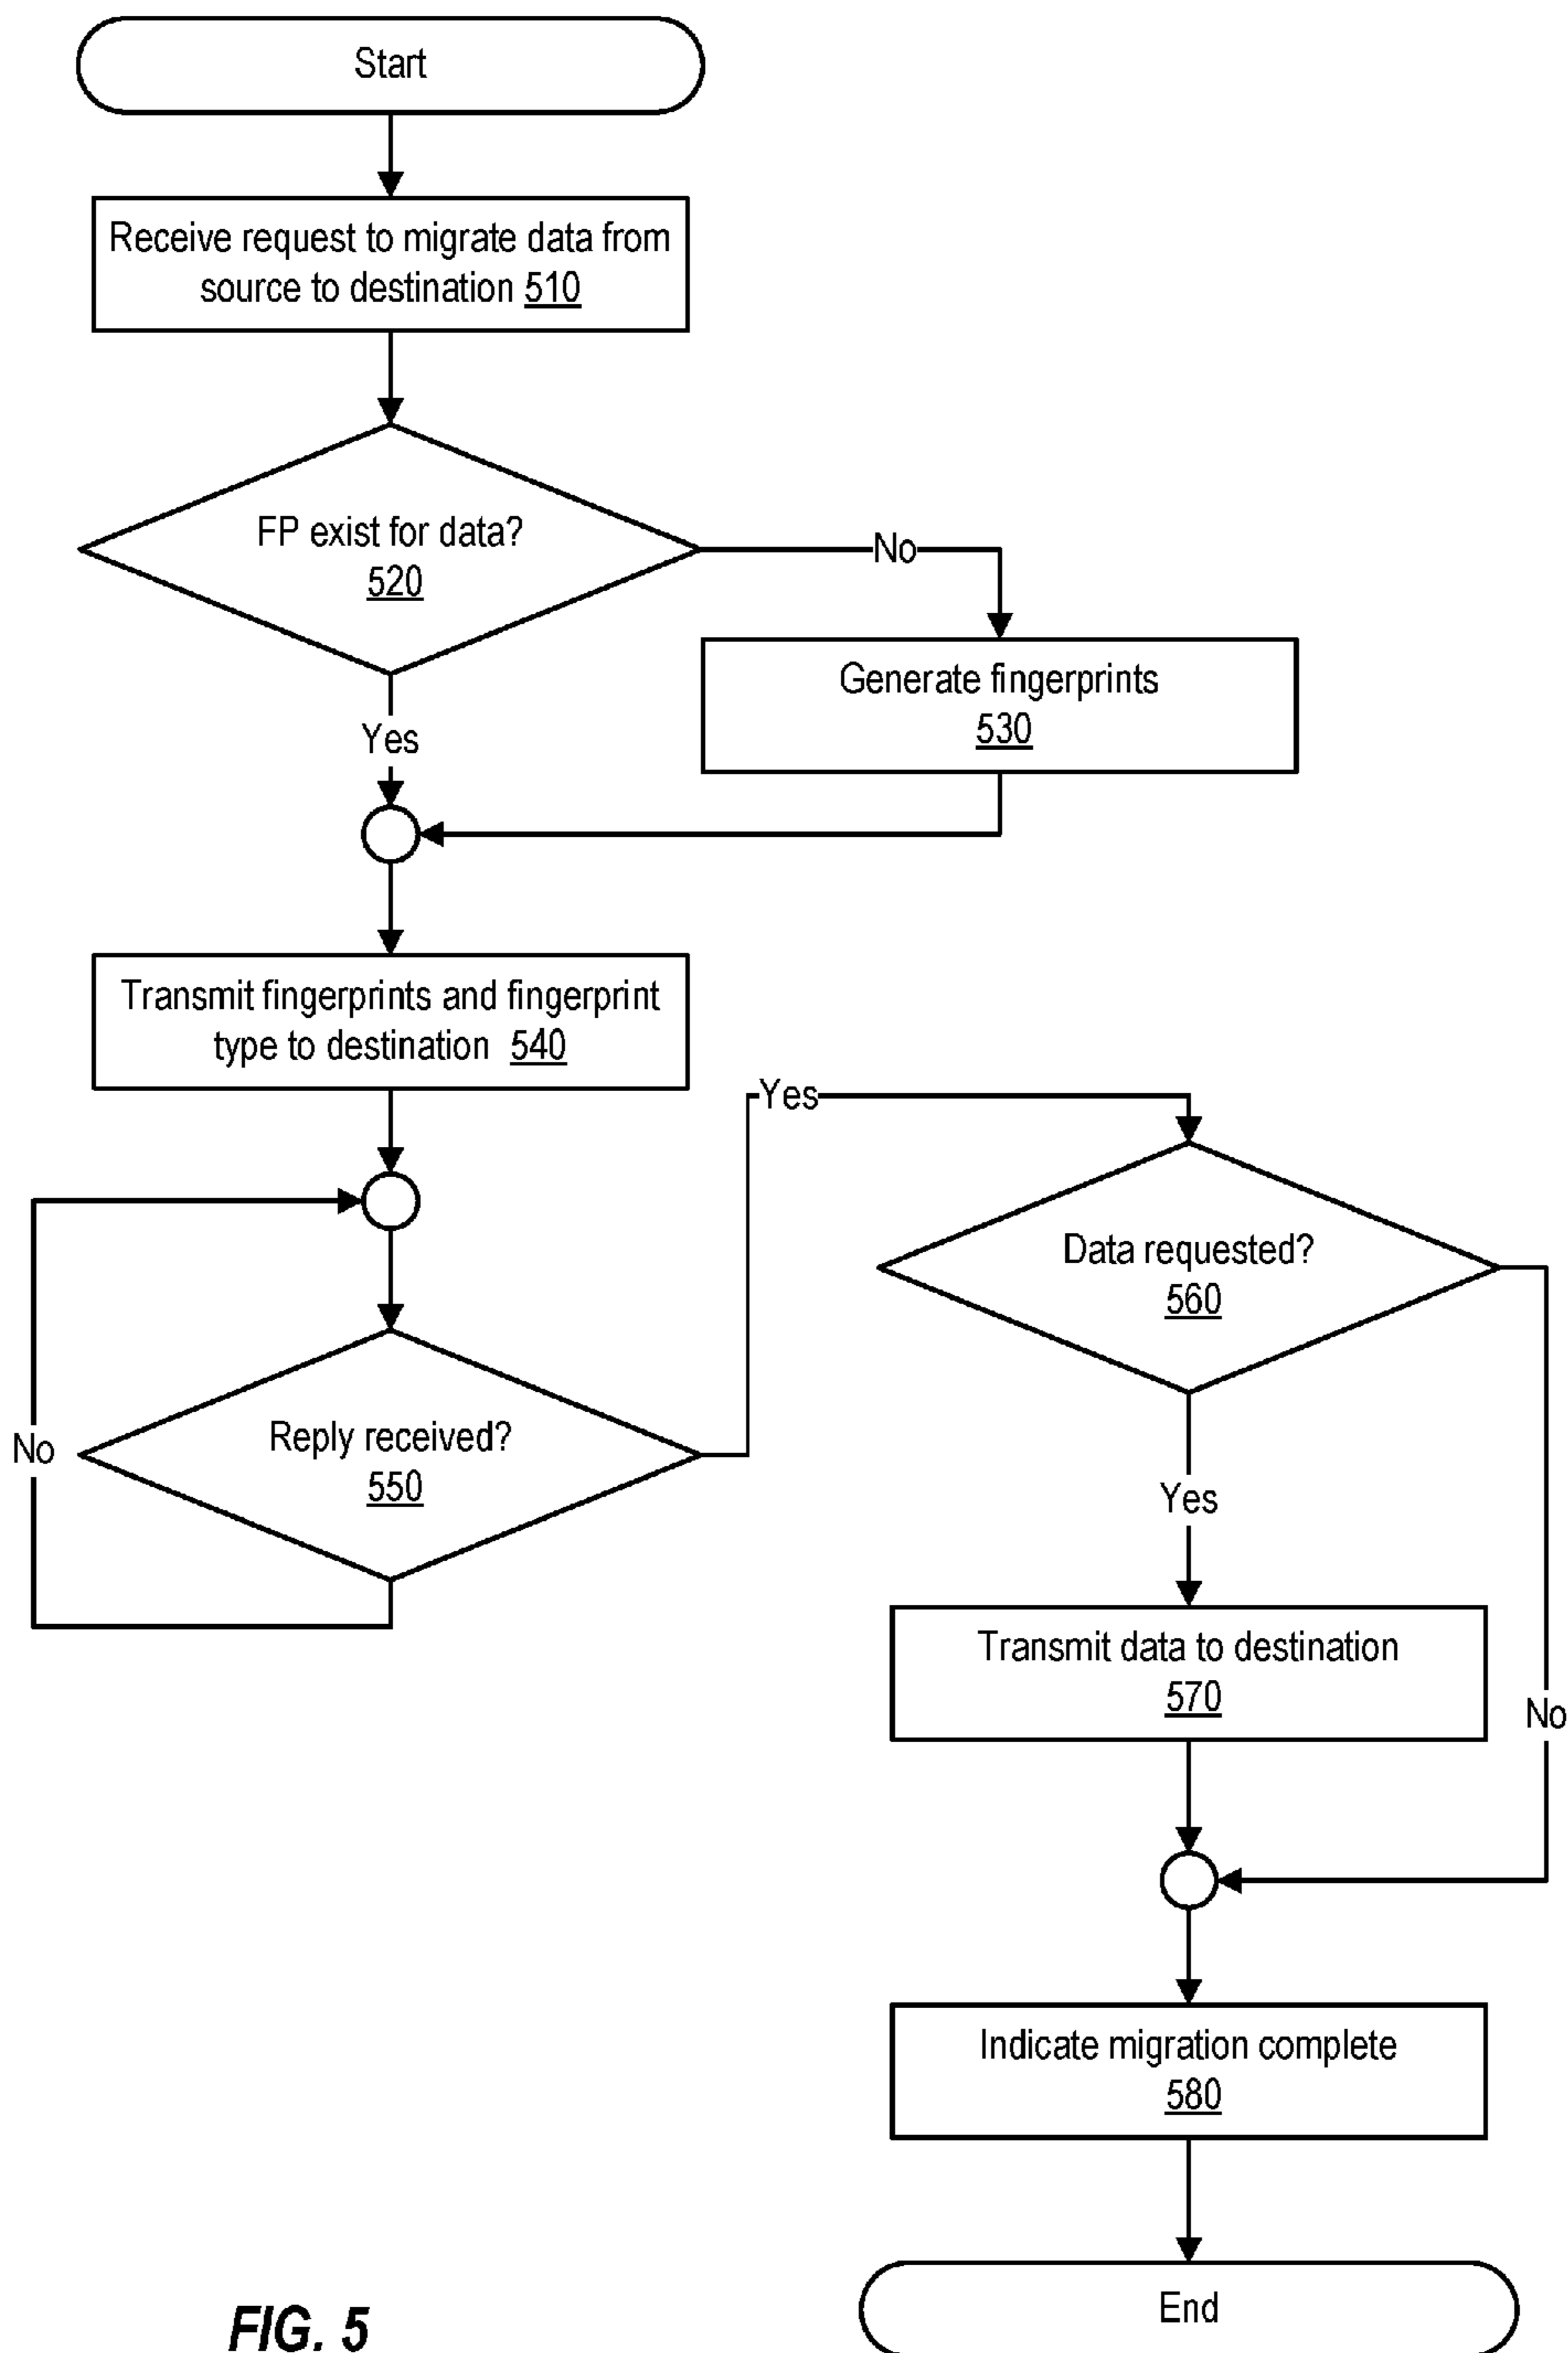 Start
Receive request to migrate data from
source to destination 510
FP exist for data?
520
No
Generate fingerprints
530
Yes
Transmit fingerprints and fingerprint
type to destination 540
Yes
Data requested?
560
Reply received?
550
No
Yes
Transmit data to destination
570
No
Indicate migration complete
580
End
FIG. 5